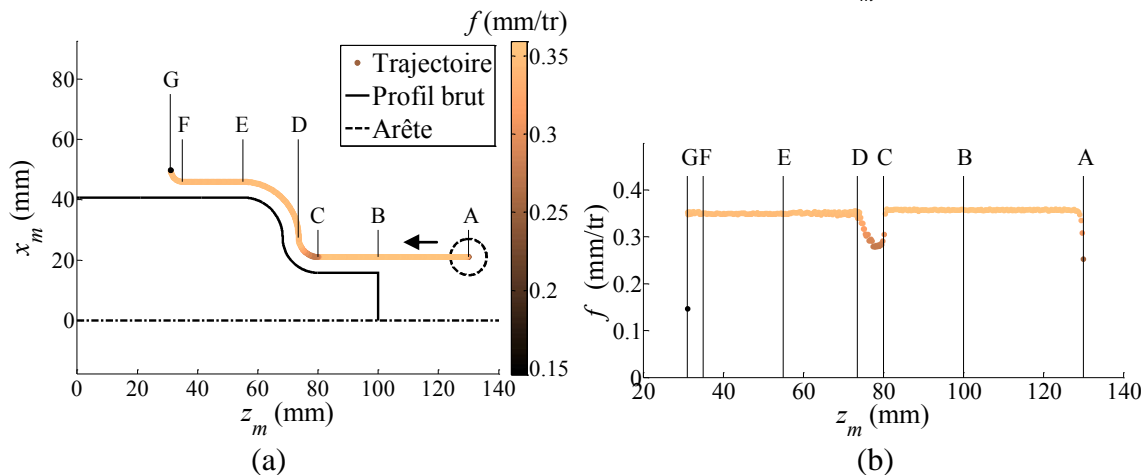 m
f (mm/tr)
0.35
0.3
0.25
0.2
0.15
Trajectoire
Profil brut
Arête
G
F
E
D
C
B
A
80
60
40
20
0
x_m (mm)
0 20 40 60 80 100 120 140
z_m (mm)
(a)
G F E D C B A
0.4
0.3
0.2
0.1
0
f (mm/tr)
20 40 60 80 100 120 140
z_m (mm)
(b)